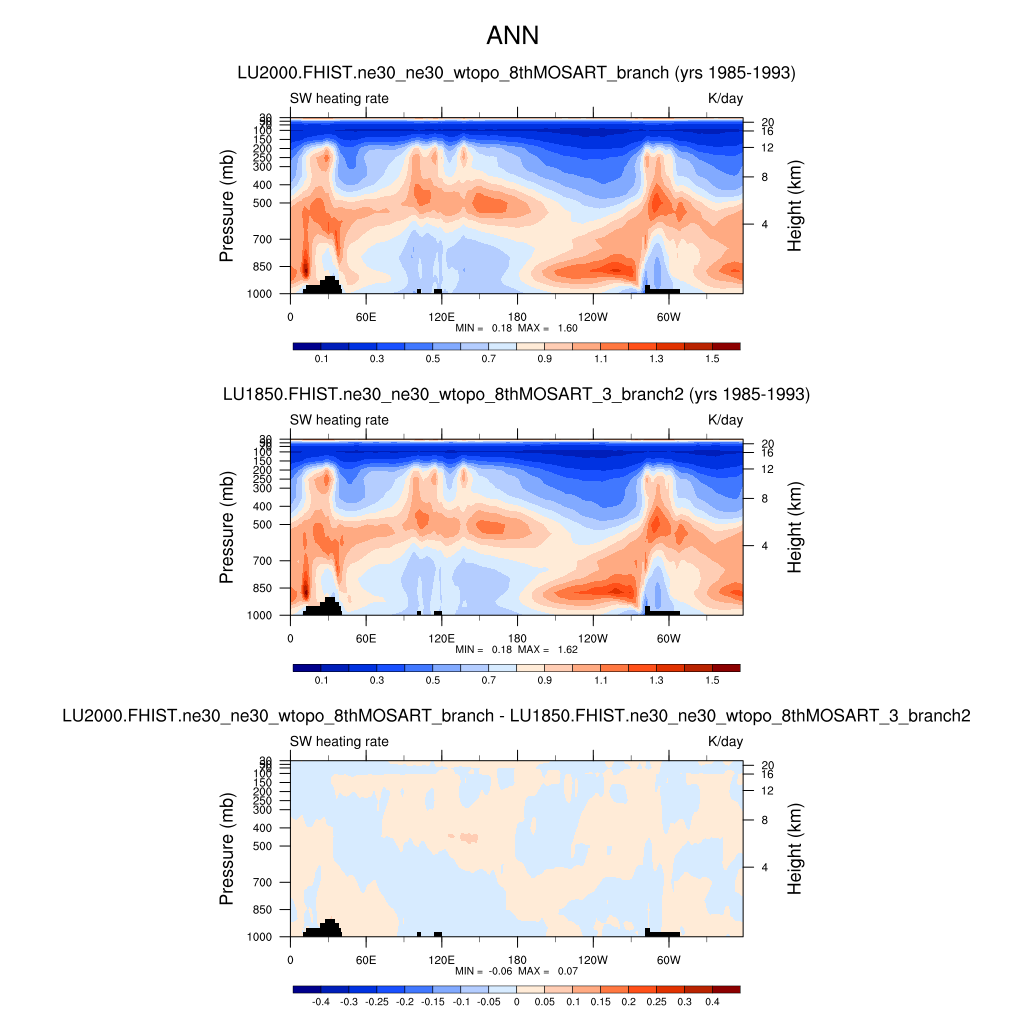 ANN
LU2000.FHIST.ne30_ne30_wtopo_8thMOSART_branch (yrs 1985-1993)
SW heating rate K/day
Pressure (mb)
30
100
150
200
250
300
400
500
700
850
1000
20
16
12
8
4
Height (km)
0 60E 120E 180 120W 60W
MIN = 0.18 MAX = 1.60
0.1 0.3 0.5 0.7 0.9 1.1 1.3 1.5
LU1850.FHIST.ne30_ne30_wtopo_8thMOSART_3_branch2 (yrs 1985-1993)
SW heating rate K/day
Pressure (mb)
30
100
150
200
250
300
400
500
700
850
1000
20
16
12
8
4
Height (km)
0 60E 120E 180 120W 60W
MIN = 0.18 MAX = 1.62
0.1 0.3 0.5 0.7 0.9 1.1 1.3 1.5
LU2000.FHIST.ne30_ne30_wtopo_8thMOSART_branch - LU1850.FHIST.ne30_ne30_wtopo_8thMOSART_3_branch2
SW heating rate K/day
Pressure (mb)
30
100
150
200
250
300
400
500
700
850
1000
20
16
12
8
4
Height (km)
0 60E 120E 180 120W 60W
MIN = -0.06 MAX = 0.07
-0.4 -0.3 -0.25 -0.2 -0.15 -0.1 -0.05 0 0.05 0.1 0.15 0.2 0.25 0.3 0.4